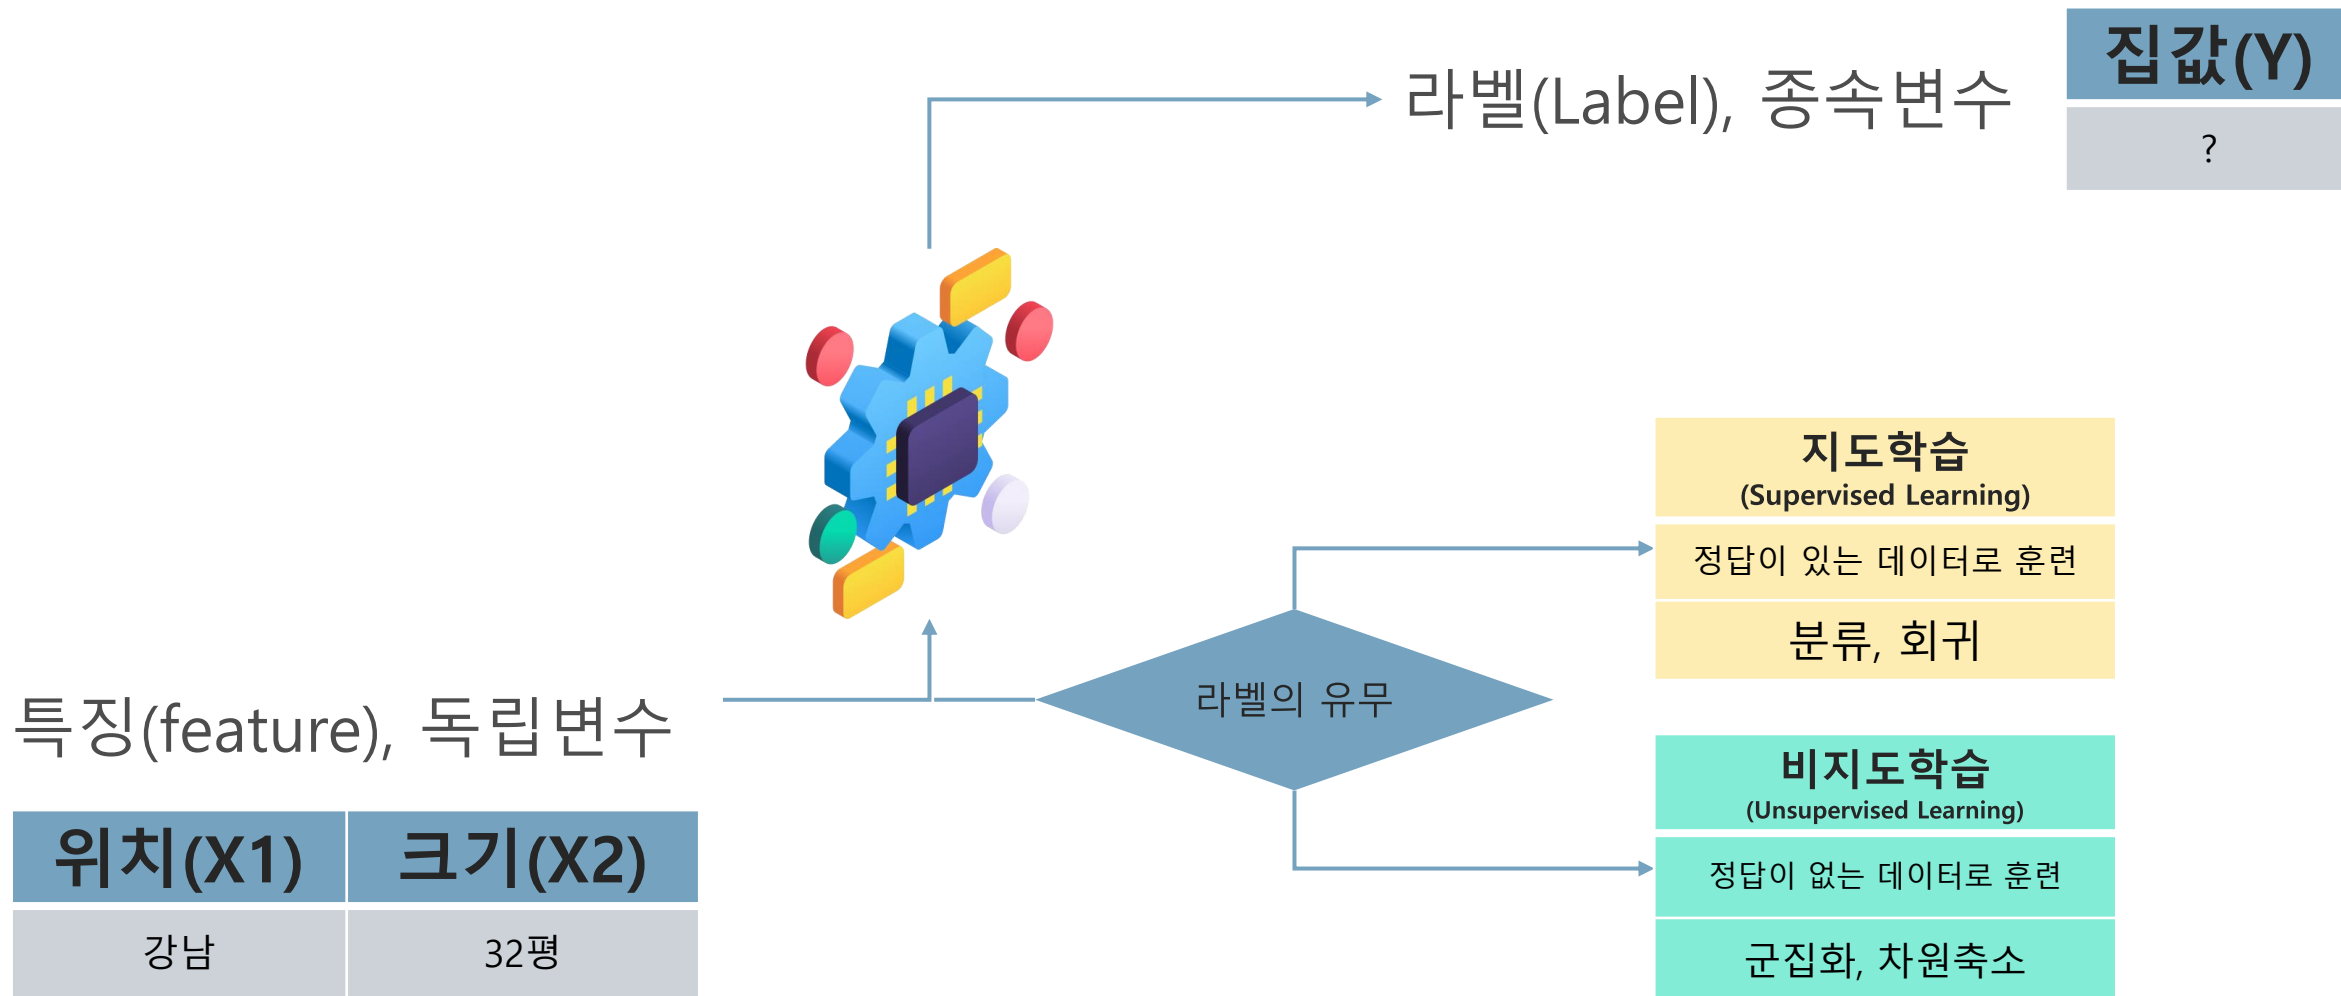 라벨(Label), 종속변수
집값(Y)
?
지도학습
(Supervised Learning)
정답이 있는 데이터로 훈련
분류, 회귀
라벨의 유무
특징(feature), 독립변수
위치(X1) 크기(X2)
강남 32평
비지도학습
(Unsupervised Learning)
정답이 없는 데이터로 훈련
군집화, 차원축소